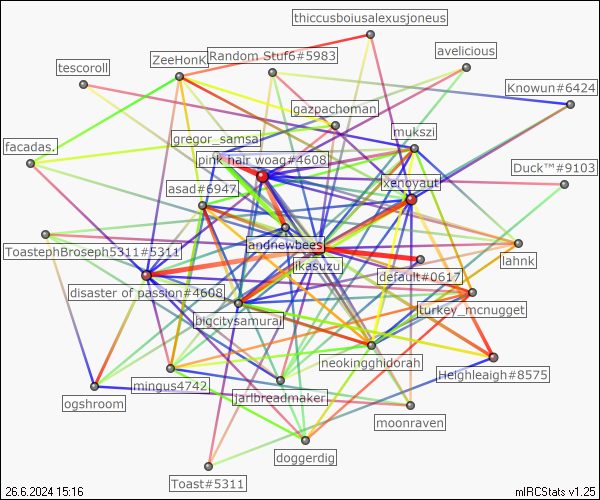 thiccusboiusalexusjoneus
avelicious
ZeeHonK
Random Stuf6#5983
tescoroll
Knowun#6424
gazpachoman
mukszi
gregor_samsa
facadas.
pink hair woag#4608
Duck™#9103
xenoyaut
asad#6947
andnewbees
ToastephBroseph5311#5311
lahnk
jkasuzu
default#0617
disaster of passion#4608
turkey_mcnugget
bigcitysamurai
neokingghidorah
Heighleigh#8575
mingus4742
jarlbreadmaker
ogshroom
moonraven
doggerdig
Toast#5311
26.6.2024 15:16
mIRCStats v1.25